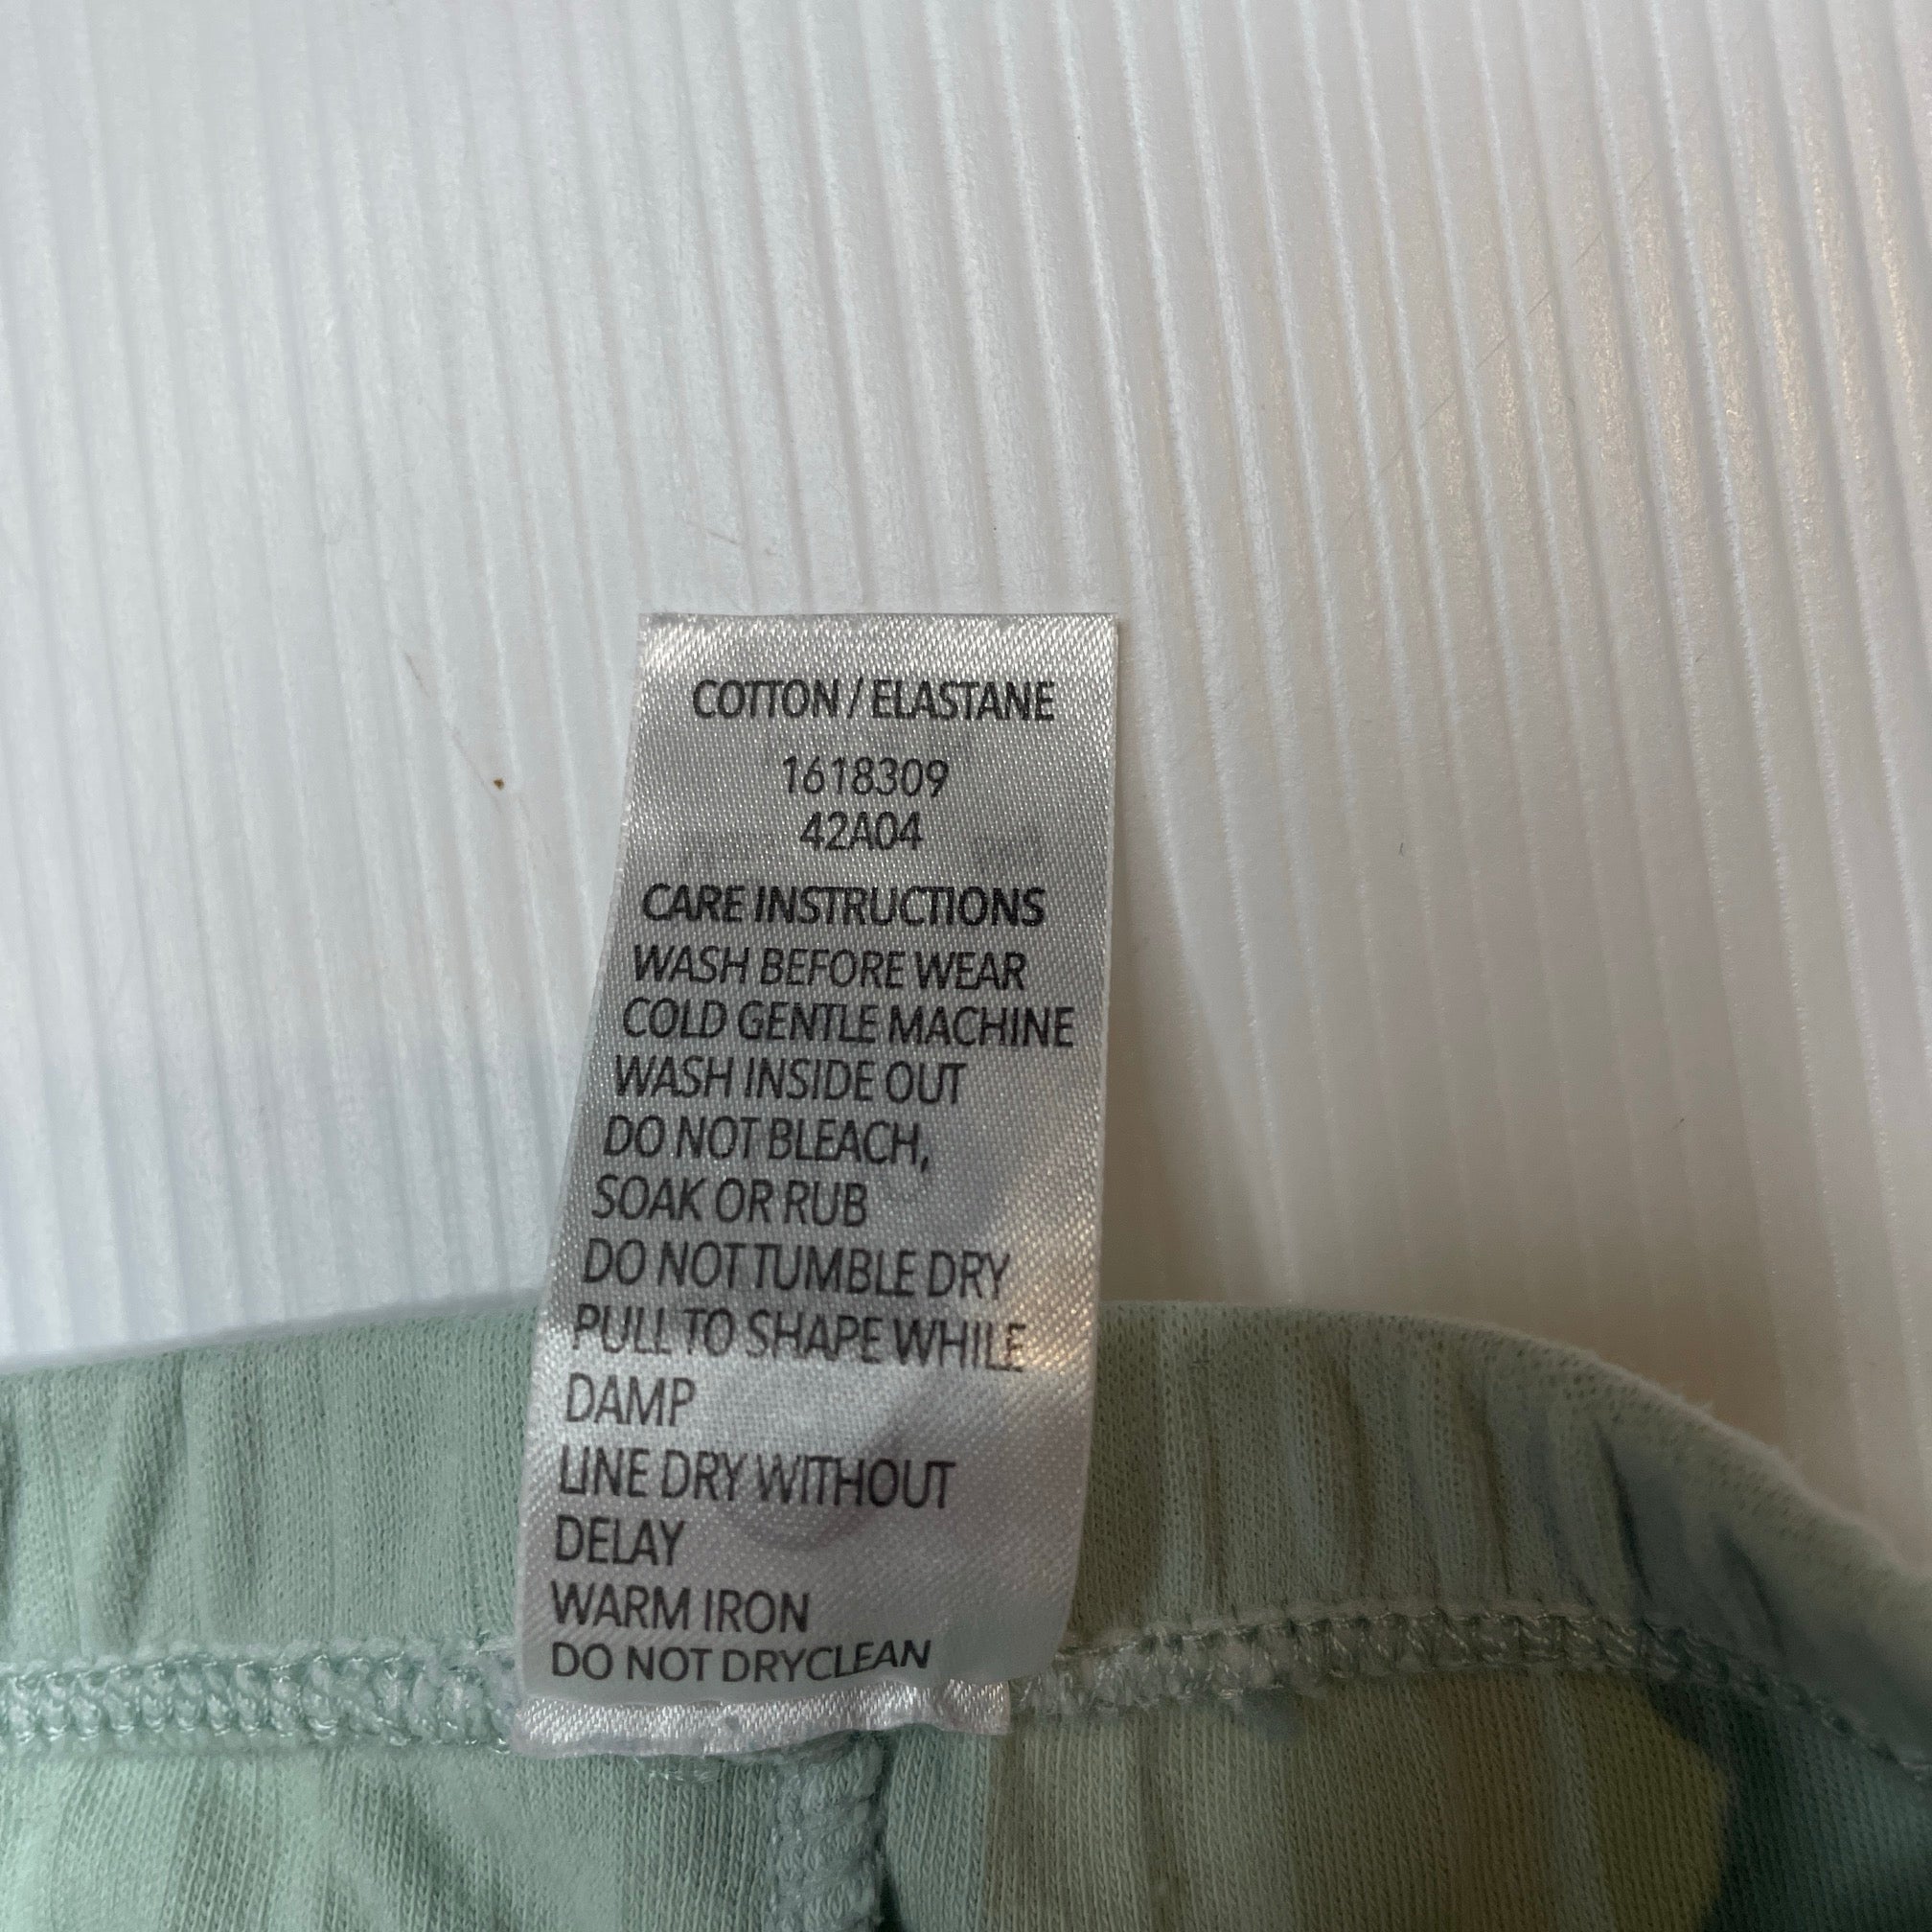 COTTON / ELASTANE
1618309
42A04
CARE INSTRUCTIONS
WASH BEFORE WEAR
COLD GENTLE MACHINE
WASH INSIDE OUT
DO NOT BLEACH,
SOAK OR RUB
DO NOT TUMBLE DRY
PULL TO SHAPE WHILE
DAMP
LINE DRY WITHOUT
DELAY
WARM IRON
DO NOT DRYCLEAN